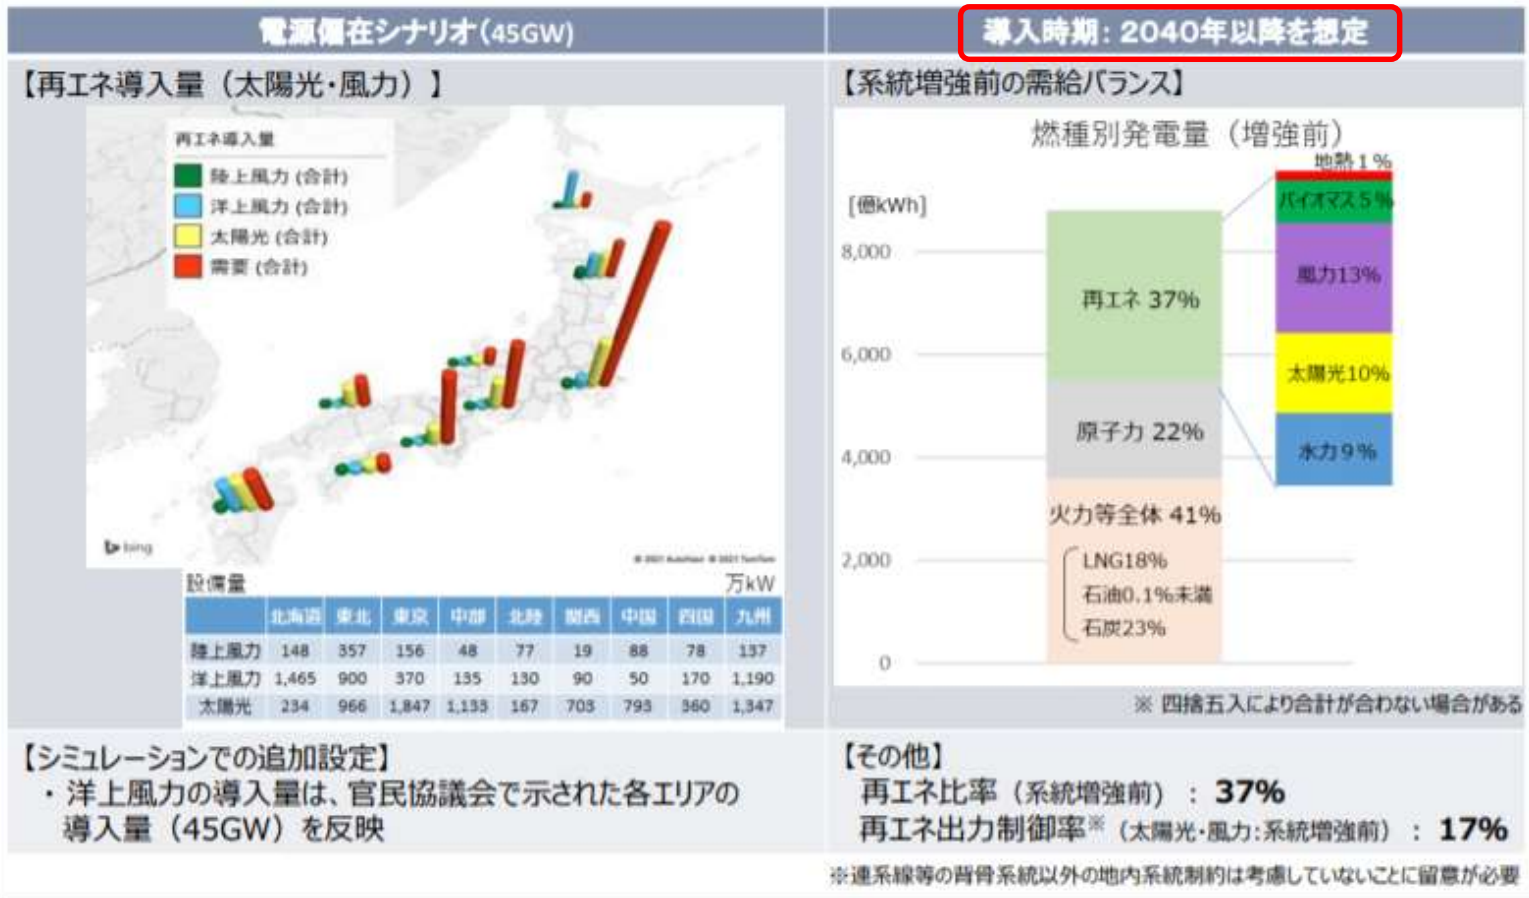 電源偏在シナリオ(45GW)
導入時期：2040年以降を想定
【再エネ導入量（太陽光・風力）】
再エネ導入量
陸上風力 (合計)
洋上風力 (合計)
太陽光 (合計)
需要 (合計)
bing
設備量
万kW
北海道 東北 東京 中部 北陸 関西 中国 四国 九州
陸上風力 148 357 156 48 77 19 88 78 137
洋上風力 1,465 900 370 135 130 90 50 170 1,190
太陽光 234 966 1,847 1,133 167 703 793 360 1,347
【シミュレーションでの追加設定】
・洋上風力の導入量は、官民協議会で示された各エリアの
導入量（45GW）を反映
【系統増強前の需給バランス】
燃種別発電量（増強前）
[億kWh]
8,000
6,000
4,000
2,000
0
再エネ 37%
原子力 22%
火力等全体 41%
LNG18%
石油0.1%未満
石炭23%
地熱１%
バイオマス５%
風力13%
太陽光10%
水力９%
※ 四捨五入により合計が合わない場合がある
【その他】
再エネ比率（系統増強前）：37%
再エネ出力制御率※（太陽光・風力：系統増強前）：17%
※連系線等の背骨系統以外の地内系統制約は考慮していないことに留意が必要